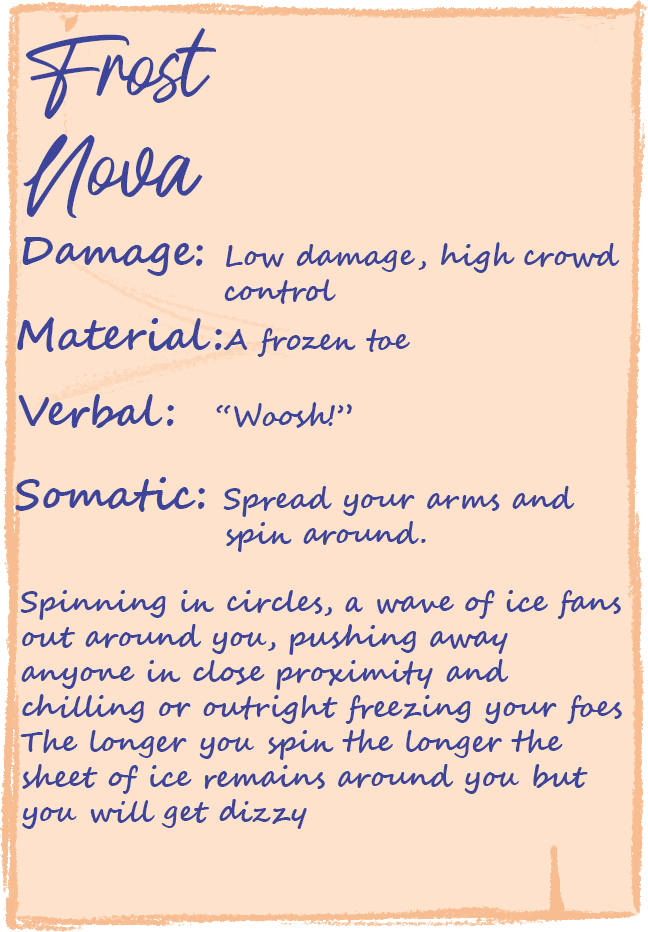 Frost
Nova
Damage: Low damage, high crowd
control
Material: A frozen toe
Verbal: “Woosh!”
Somatic: Spread your arms and
spin around.
Spinning in circles, a wave of ice fans
out around you, pushing away
anyone in close proximity and
chilling or outright freezing your foes
The longer you spin the longer the
sheet of ice remains around you but
you will get dizzy